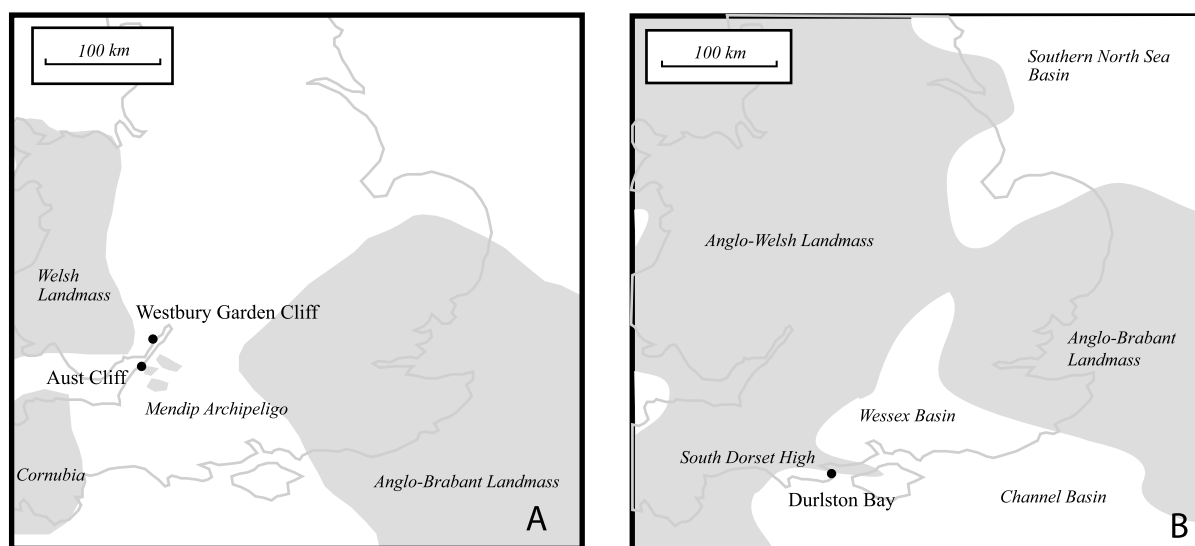 100 km
Welsh
Landmass
Westbury Garden Cliff
Aust Cliff
Mendip Archipeligo
Cornubia
Anglo-Brabant Landmass
A
100 km
Southern North Sea
Basin
Anglo-Welsh Landmass
Anglo-Brabant
Landmass
Wessex Basin
South Dorset High
Durlston Bay
Channel Basin
B